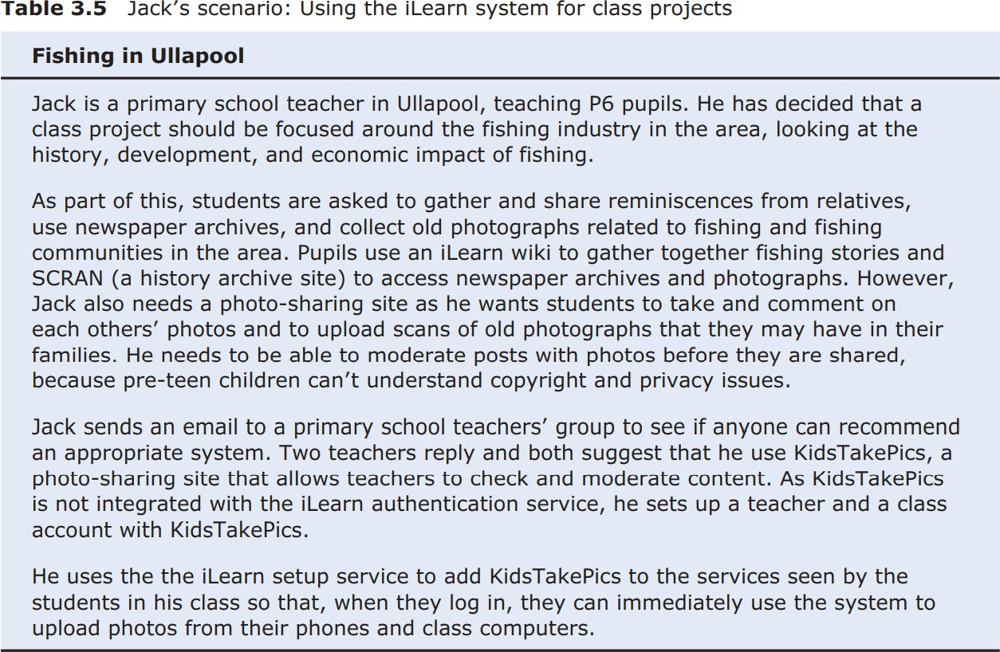 Table 3.5 Jack's scenario: Using the iLearn system for class projects
Fishing in Ullapool
Jack is a primary school teacher in Ullapool, teaching P6 pupils. He has decided that a
class project should be focused around the fishing industry in the area, looking at the
history, development, and economic impact of fishing.
As part of this, students are asked to gather and share reminiscences from relatives,
use newspaper archives, and collect old photographs related to fishing and fishing
communities in the area. Pupils use an iLearn wiki to gather together fishing stories and
SCRAN (a history archive site) to access newspaper archives and photographs. However,
Jack also needs a photo-sharing site as he wants students to take and comment on
each others’ photos and to upload scans of old photographs that they may have in their
families. He needs to be able to moderate posts with photos before they are shared,
because pre-teen children can’t understand copyright and privacy issues.
Jack sends an email to a primary school teachers’ group to see if anyone can recommend
an appropriate system. Two teachers reply and both suggest that he use KidsTakePics, a
photo-sharing site that allows teachers to check and moderate content. As KidsTakePics
is not integrated with the iLearn authentication service, he sets up a teacher and a class
account with KidsTakePics.
He uses the the iLearn setup service to add KidsTakePics to the services seen by the
students in his class so that, when they log in, they can immediately use the system to
upload photos from their phones and class computers.